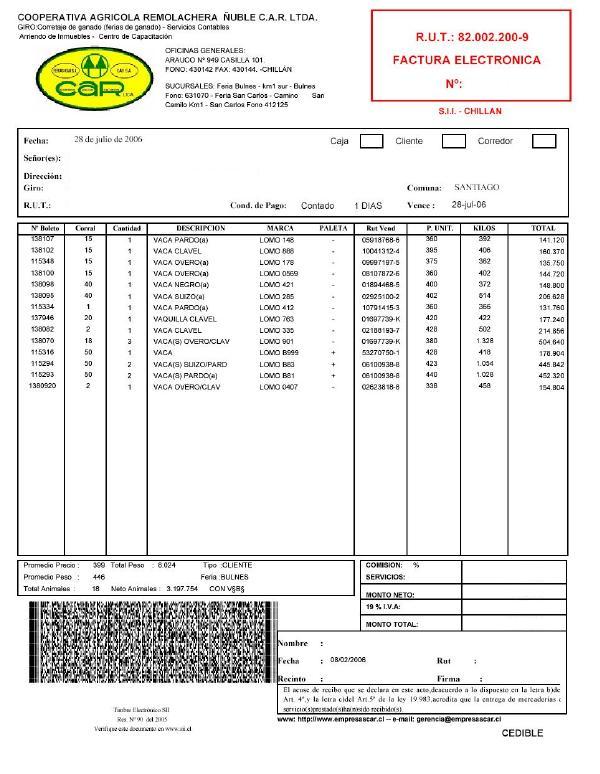 COOPERATIVA AGRICOLA REMOLACHERA ÑUBLE C.A.R. LTDA.
GIRO:Corretaje de ganado (ferias de ganado) - Servicios Contables
Arriendo de Inmuebles - Centro de Capacitación
OFICINAS GENERALES:
ARAUCO Nº 949 CASILLA 101
FONO: 430142 FAX: 430144. -CHILLÁN
SUCURSALES: Feria Bulnes - km1 sur - Bulnes
Fono: 631070 - Feria San Carlos - Camino San
Camilo Km1 - San Carlos Fono 412125
CAR LTDA.
R.U.T.: 82.002.200-9
FACTURA ELECTRONICA
Nº:
S.I.I. - CHILLAN
Fecha: 28 de julio de 2006 Caja Cliente Corredor
Señor(es):
Dirección:
Giro: Comuna: SANTIAGO
R.U.T.: Cond. de Pago: Contado 1 DIAS Vence : 28-jul-06
Nº Boleto Corral Cantidad DESCRIPCION MARCA PALETA Rut Vend P. UNIT. KILOS TOTAL
138107 15 1 VACA PARDO(a) LOMO 148 - 05918768-6 360 392 141.120
138102 15 1 VACA CLAVEL LOMO 888 - 10041312-4 395 406 160.370
115348 15 1 VACA OVERO(a) LOMO 178 - 09997197-5 375 362 135.750
138100 15 1 VACA OVERO(a) LOMO 0569 - 08107872-6 360 402 144.720
138098 40 1 VACA NEGRO(a) LOMO 421 - 01894468-5 400 372 148.800
138095 40 1 VACA SUIZO(a) LOMO 285 - 02925100-2 402 514 206.628
115334 1 1 VACA PARDO(a) LOMO 412 - 10791415-3 360 366 131.760
137946 20 1 VAQUILLA CLAVEL LOMO 763 - 01697739-K 420 422 177.240
138082 2 1 VACA CLAVEL LOMO 335 - 02188193-7 428 502 214.856
138070 18 3 VACA(S) OVERO/CLAV LOMO 901 - 01697739-K 380 1.328 504.640
115316 50 1 VACA LOMO B999 + 53270750-1 428 418 178.904
115294 50 2 VACA(S) SUIZO/PARD LOMO B83 + 06100938-6 423 1.054 445.842
115293 50 2 VACA(S) PARDO(a) LOMO B81 + 06100938-6 440 1.028 452.320
1380920 2 1 VACA OVERO/CLAV LOMO 0407 - 02623818-8 338 458 154.804
Promedio Precio : 399 Total Peso : 8.024 Tipo :CLIENTE
Promedio Peso : 446 Feria :BULNES
Total Animales : 18 Neto Animales : 3.197.754 CON V§B§
COMISION: %
SERVICIOS:
MONTO NETO:
19 % I.V.A:
MONTO TOTAL:
Nombre :
Fecha : 08/02/2006 Rut :
Recinto : Firma :
El acuse de recibo que se declara en este acto,deacuerdo a lo dispuesto en la letra b)de
Art. 4º,y la letra c)del Art.5º de la ley 19.983,acredita que la entrega de mercaderías o
servicio(s)prestado(s)ha(n)sido recibido(s).
Timbre Electrónico SII
Res. Nº 90 del 2005
Verifique este documento en www.sii.cl
www: http://www.empresascar.cl -- e-mail: gerencia@empresascar.cl
CEDIBLE